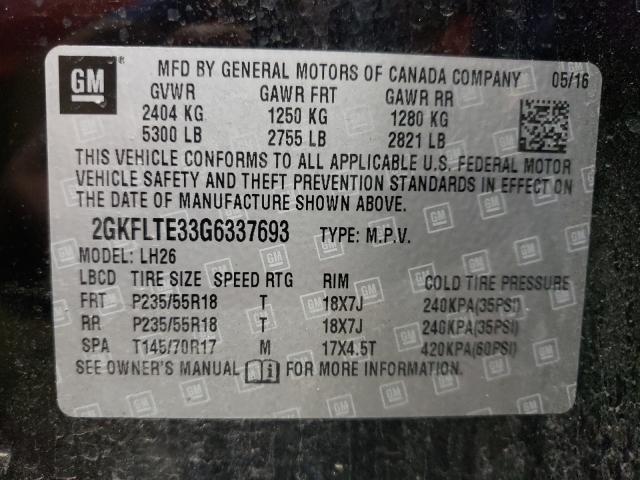 GM ® MFD BY GENERAL MOTORS OF CANADA COMPANY 05/16
GVWR GAWR FRT GAWR RR
2404 KG 1250 KG 1280 KG
5300 LB 2755 LB 2821 LB
THIS VEHICLE CONFORMS TO ALL APPLICABLE U.S. FEDERAL MOTOR
VEHICLE SAFETY AND THEFT PREVENTION STANDARDS IN EFFECT ON
THE DATE OF MANUFACTURE SHOWN ABOVE.
2GKFLTE33G6337693 TYPE: M.P.V.
MODEL: LH26
LBCD TIRE SIZE SPEED RTG RIM COLD TIRE PRESSURE
FRT P235/55R18 T 18X7J 240KPA(35PSI)
RR P235/55R18 T 18X7J 240KPA(35PSI)
SPA T145/70R17 M 17X4.5T 420KPA(60PSI)
SEE OWNER'S MANUAL FOR MORE INFORMATION.